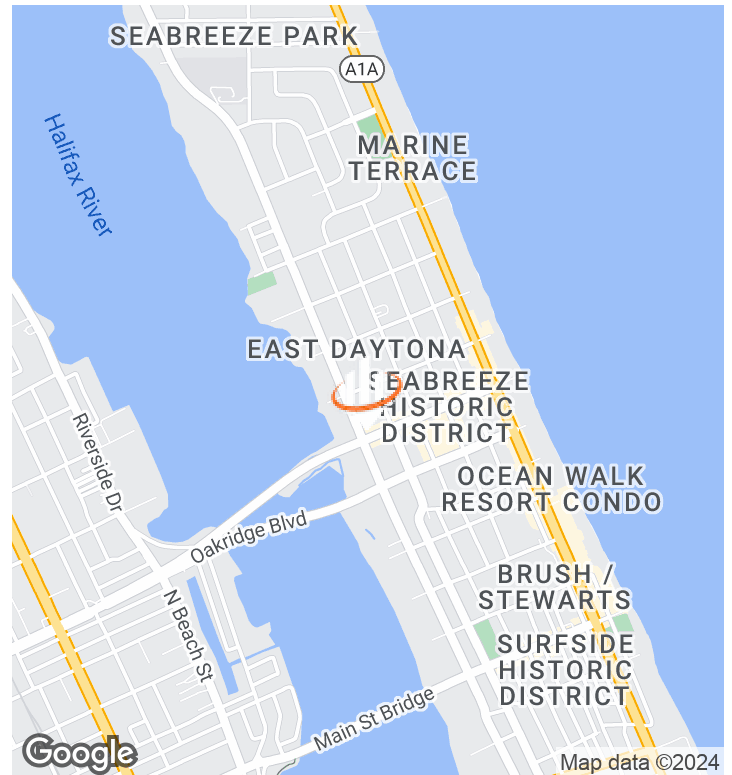 SEABREEZE PARK
A1A
Halifax River
MARINE
TERRACE
EAST DAYTONA
SEABREEZE
HISTORIC
DISTRICT
Riverside Dr
OCEAN WALK
RESORT CONDO
Oakridge Blvd
BRUSH /
STEWARTS
N Beach St
SURFSIDE
HISTORIC
DISTRICT
Main St Bridge
Google
Map data ©2024